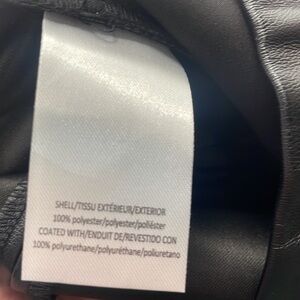 SHELL/TISSU EXTÉRIEUR/EXTERIOR
100% polyester/polyester/poliéster
COATED WITH/ENDUIT DE/REVESTIDO CON
100% polyurethane/polyuréthane/poliuretano